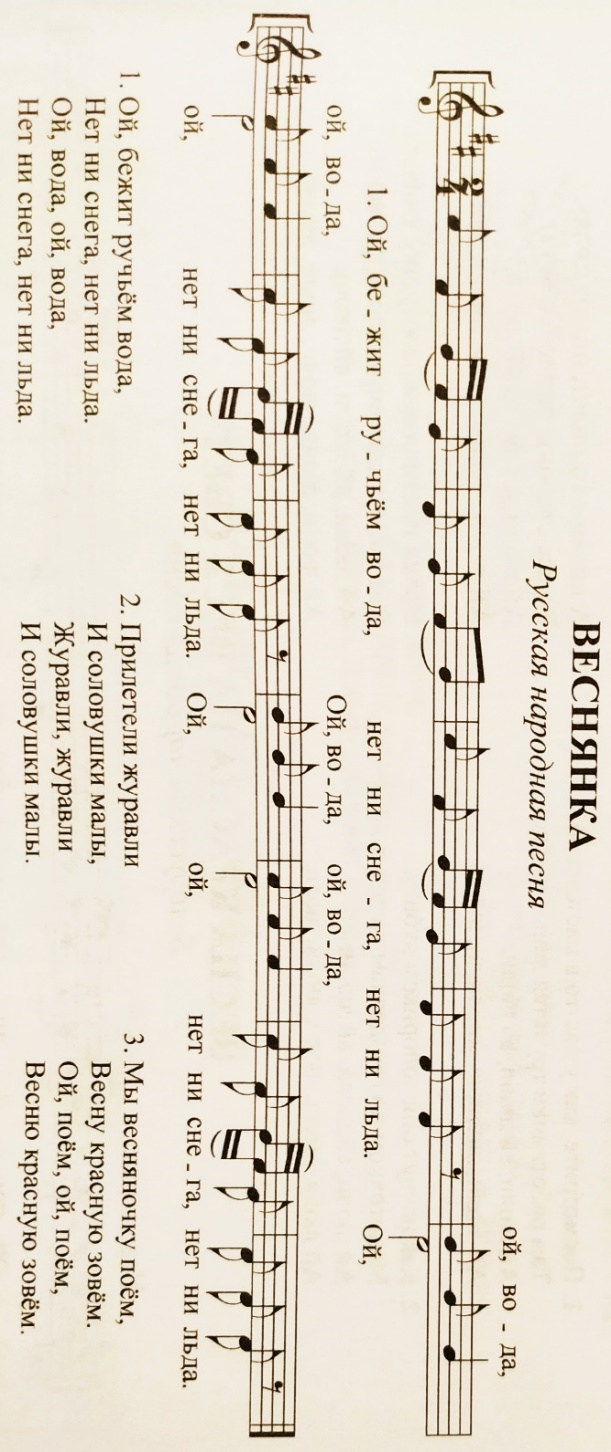 ВЕСНЯНКА
Русская народная песня
2
4
ой, во - да,
1. Ой, бе - жит ру - чьём во - да, нет ни сне - га, нет ни льда. Ой,
ой, во - да, Ой, во - да, ой, во - да,
ой, нет ни сне - га, нет ни льда. Ой, ой, нет ни сне - га, нет ни льда.
1. Ой, бежит ручьём вода,
Нет ни снега, нет ни льда.
Ой, вода, ой, вода,
Нет ни снега, нет ни льда.
2. Прилетели журавли
И соловушки малы,
Журавли, журавли
И соловушки малы.
3. Мы весняночку поём,
Весну красную зовём.
Ой, поём, ой, поём,
Весню красную зовём.